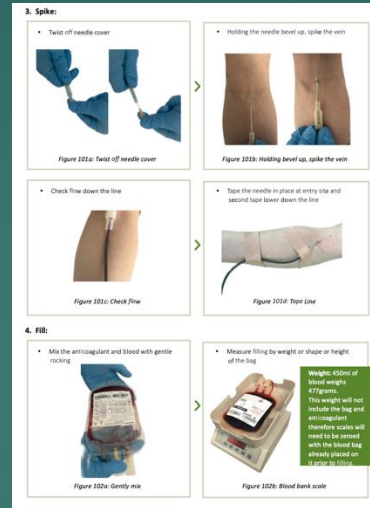 3. Spike:
• Twist off needle cover
Figure 101a: Twist off needle cover
• Holding the needle bevel up, spike the vein
Figure 101b: Holding bevel up, spike the vein
• Check flow down the line
Figure 101c: Check flow
• Tape the needle in place at entry site and
second tape lower down the line
Figure 101d: Tape Line
4. Fill:
• Mix the anticoagulant and blood with gentle
rocking
Figure 102a: Gently mix
• Measure filling by weight or shape or height
of the bag
Weight: 450ml of
blood weighs
477grams.
This weight will not
include the bag and
anticoagulant
therefore scales will
need to be zeroed
with the blood bag
already placed on
it prior to filling
Figure 102b: Blood bank scale